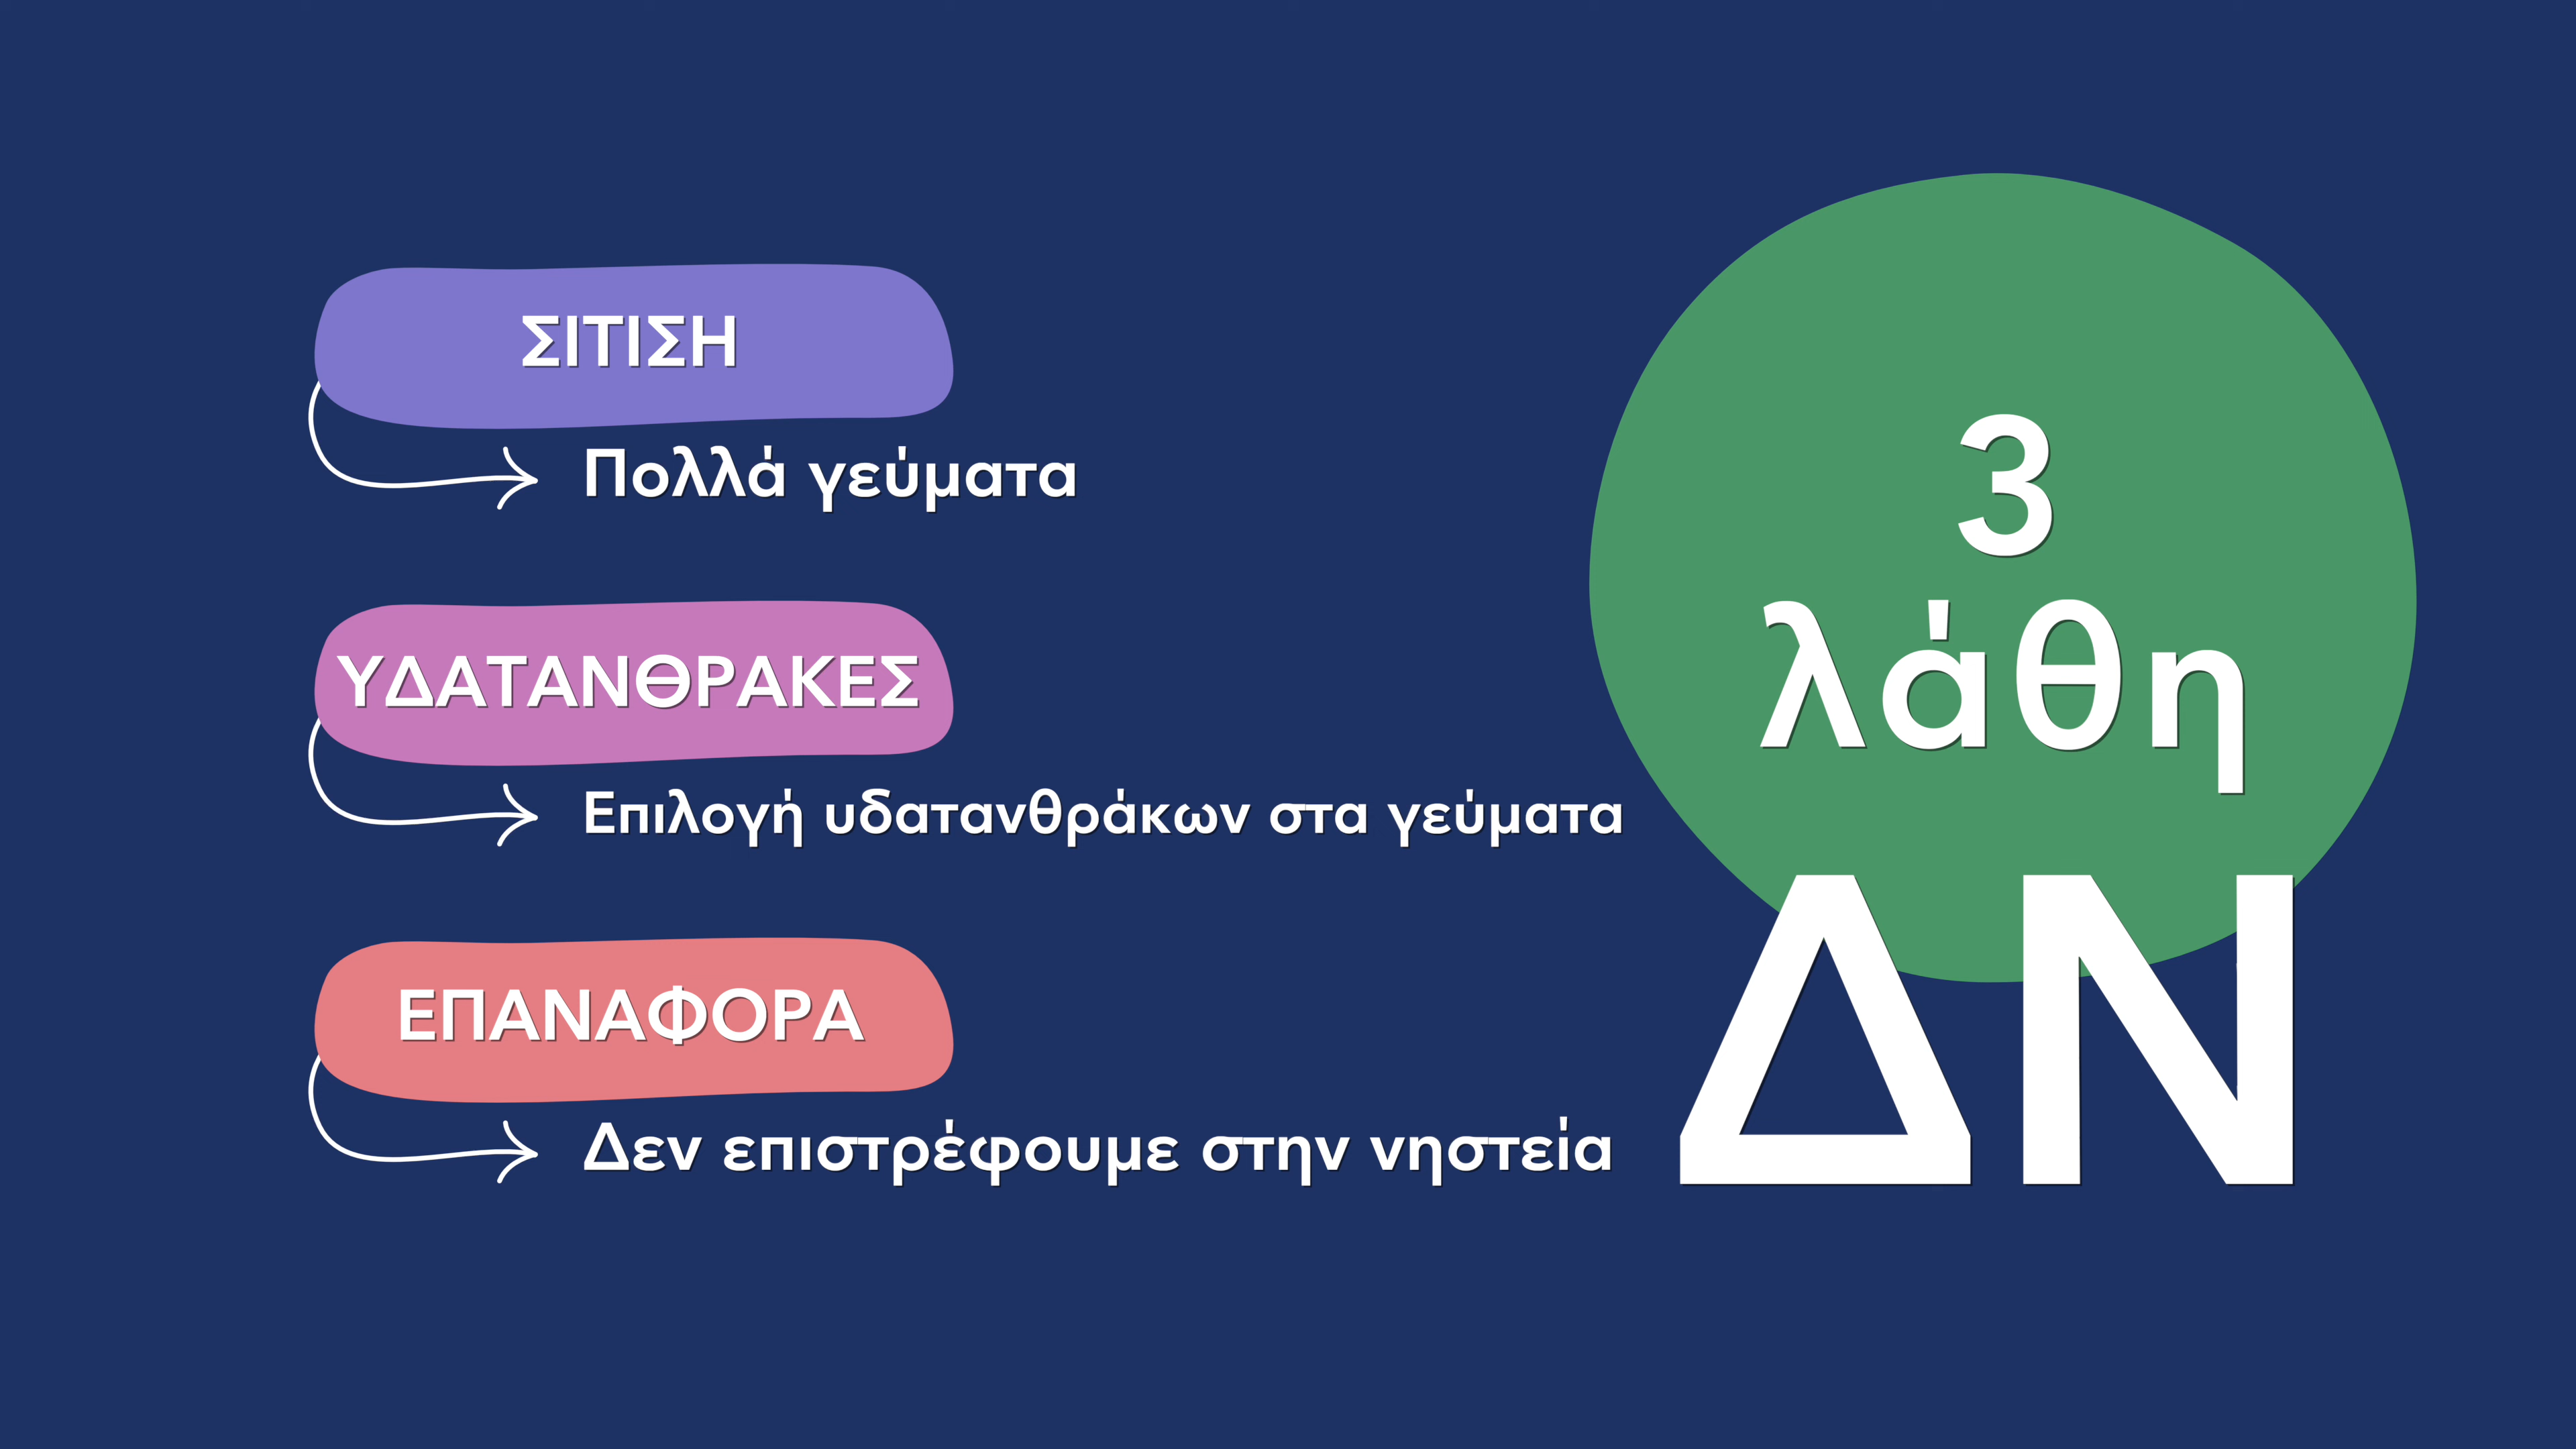 ΣΙΤΙΣΗ
Πολλά γεύματα
ΥΔΑΤΑΝΘΡΑΚΕΣ
Επιλογή υδατανθράκων στα γεύματα
ΕΠΑΝΑΦΟΡΑ
Δεν επιστρέφουμε στην νηστεία
3
λάθη
ΔΝ